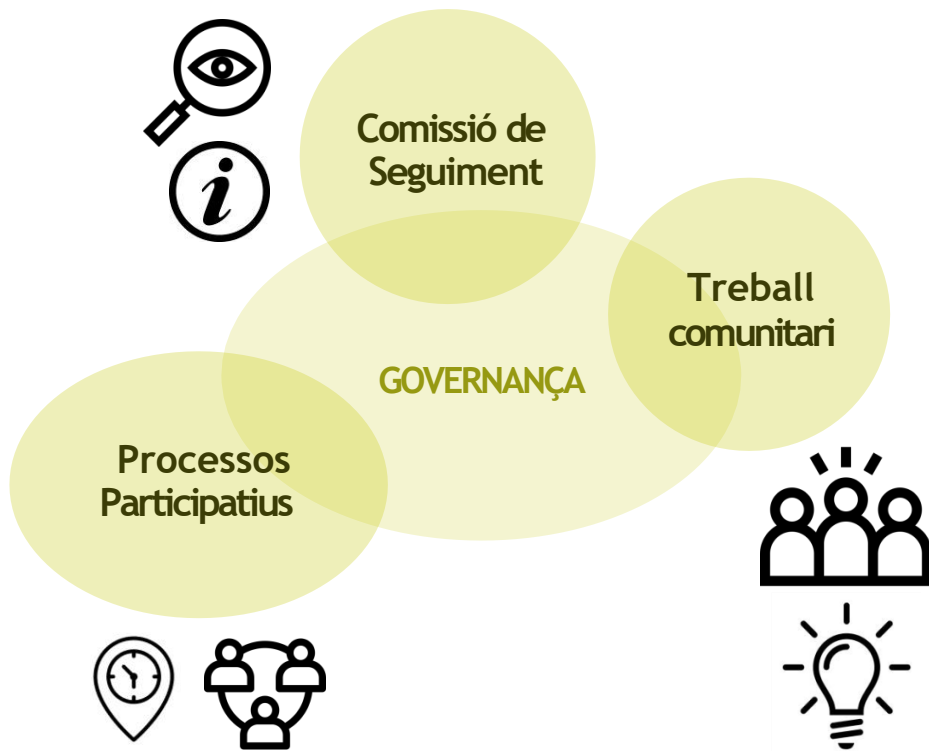 Comissió de
Seguiment
i
Treball
comunitari
GOVERNANÇA
Processos
Participatius